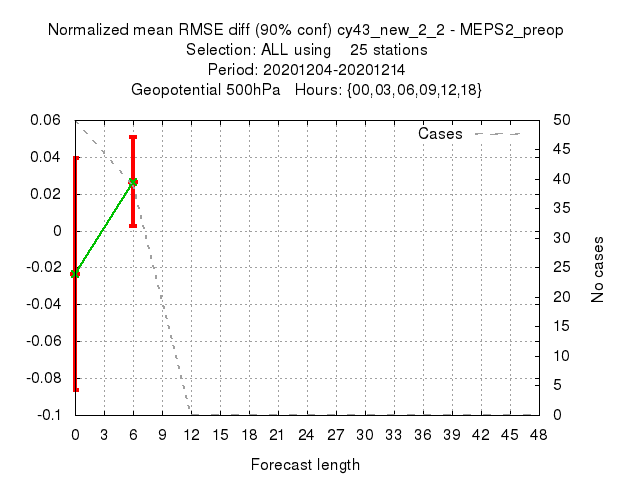 Normalized mean RMSE diff (90% conf) cy43_new_2_2 - MEPS2_preop
Selection: ALL using 25 stations
Period: 20201204-20201214
Geopotential 500hPa Hours: {00,03,06,09,12,18}
0.06
0.04
0.02
0
-0.02
-0.04
-0.06
-0.08
-0.1
Cases
50
45
40
35
30
25
20
15
10
5
0
No cases
0 3 6 9 12 15 18 21 24 27 30 33 36 39 42 45 48
Forecast length